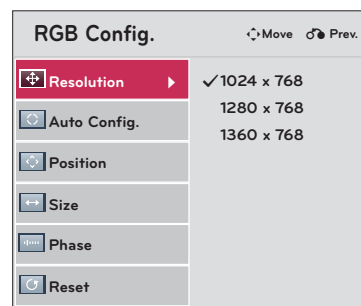 RGB Config.
Move Prev.
Resolution
Auto Config.
Position
Size
Phase
Reset
1024 x 768
1280 x 768
1360 x 768